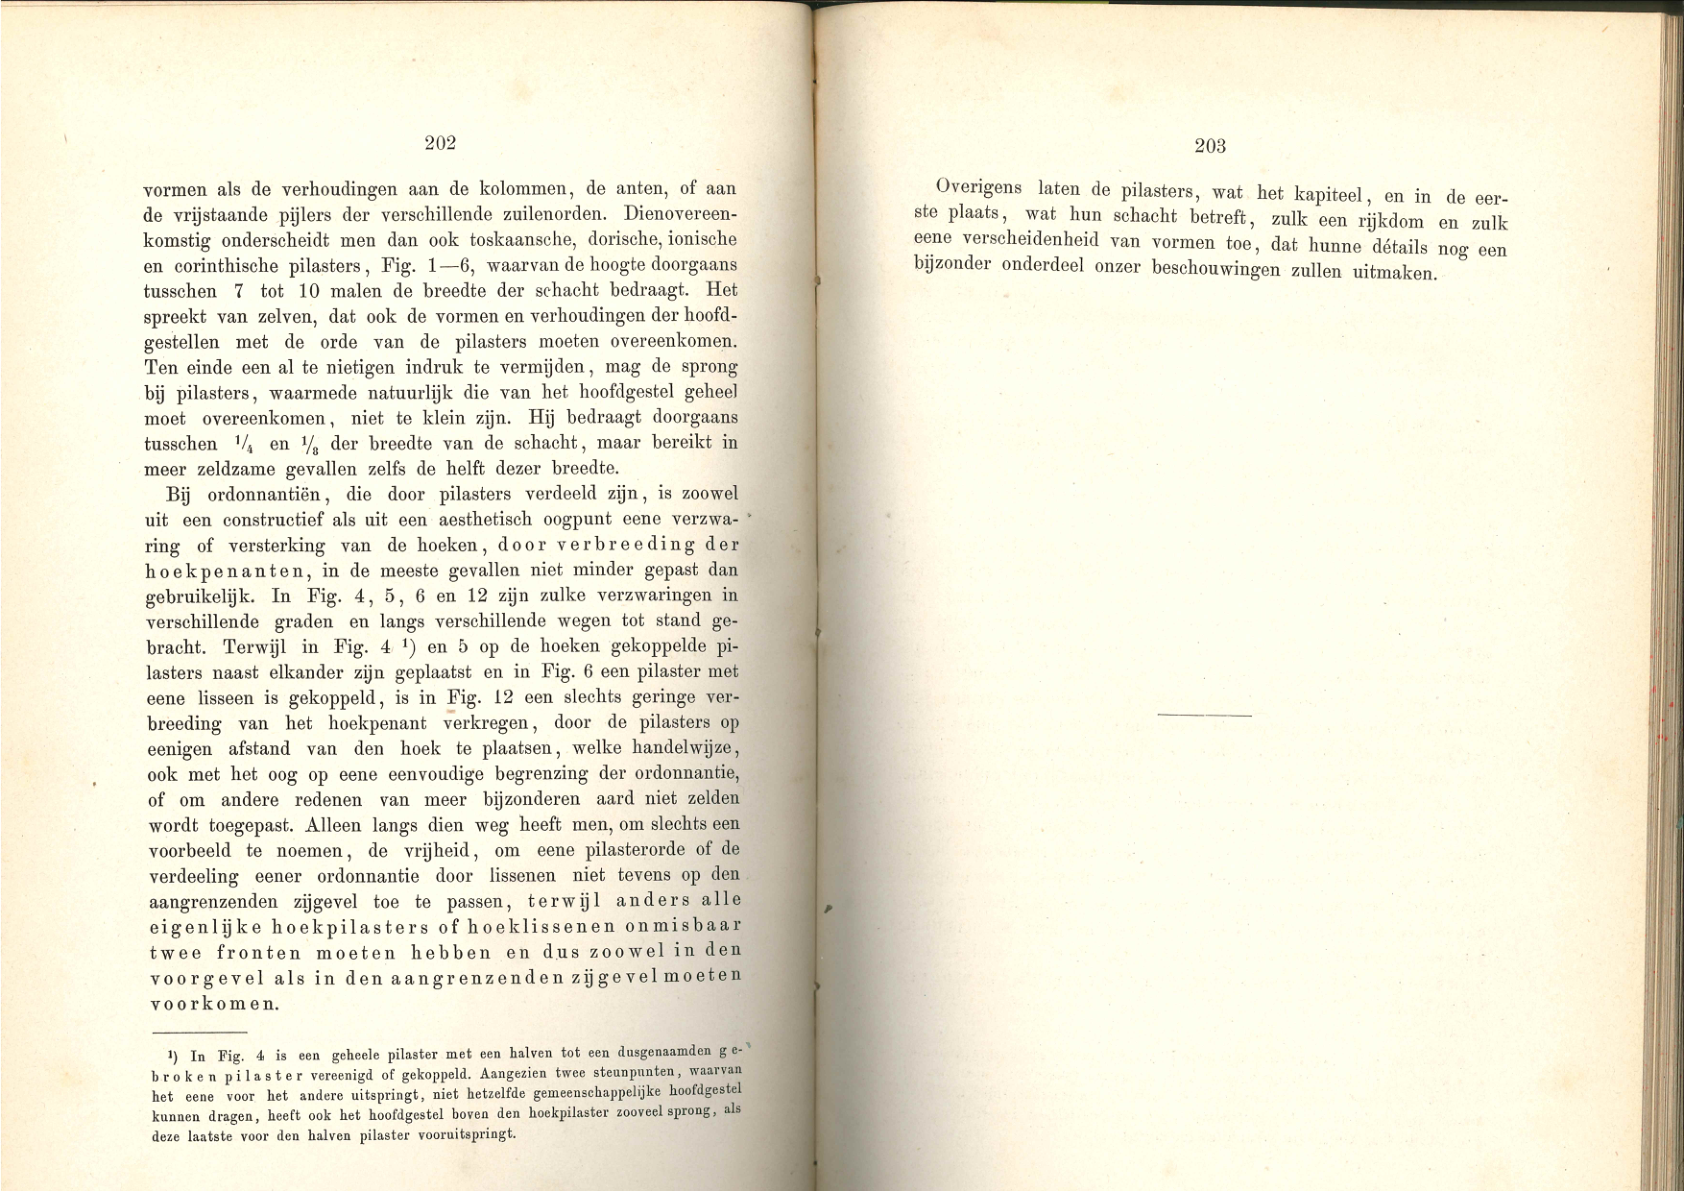 202
vormen als de verhoudingen aan de kolommen, de anten, of aan
de vrijstaande pijlers der verschillende zuilenorden. Dienovereen-
komstig onderscheidt men dan ook toskaansche, dorische, ionische
en corinthische pilasters, Fig. 1—6, waarvan de hoogte doorgaans
tusschen 7 tot 10 malen de breedte der schacht bedraagt. Het
spreekt van zelven, dat ook de vormen en verhoudingen der hoofd-
gestellen met de orde van de pilasters moeten overeenkomen.
Ten einde een al te nietigen indruk te vermijden, mag de sprong
bij pilasters, waarmede natuurlijk die van het hoofdgestel geheel
moet overeenkomen, niet te klein zijn. Hij bedraagt doorgaans
tusschen 1/4 en 1/8 der breedte van de schacht, maar bereikt in
meer zeldzame gevallen zelfs de helft dezer breedte.
Bij ordonnantiën, die door pilasters verdeeld zijn, is zoowel
uit een constructief als uit een aesthetisch oogpunt eene verzwa-
ring of versterking van de hoeken, door verbreeding der
hoekpenanten, in de meeste gevallen niet minder gepast dan
gebruikelijk. In Fig. 4, 5, 6 en 12 zijn zulke verzwaringen in
verschillende graden en langs verschillende wegen tot stand ge-
bracht. Terwijl in Fig. 4 ¹) en 5 op de hoeken gekoppelde pi-
lasters naast elkander zijn geplaatst en in Fig. 6 een pilaster met
eene lisseen is gekoppeld, is in Fig. 12 een slechts geringe ver-
breeding van het hoekpenant verkregen, door de pilasters op
eenigen afstand van den hoek te plaatsen, welke handelwijze,
ook met het oog op eene eenvoudige begrenzing der ordonnantie,
of om andere redenen van meer bijzonderen aard niet zelden
wordt toegepast. Alleen langs dien weg heeft men, om slechts een
voorbeeld te noemen, de vrijheid, om eene pilasterorde of de
verdeeling eener ordonnantie door lissenen niet tevens op den
aangrenzenden zijgevel toe te passen, terwijl anders alle
eigenlijke hoekpilasters of hoeklissenen onmisbaar
twee fronten moeten hebben en dus zoowel in den
voorgevel als in den aangrenzenden zijgevel moeten
voorkomen.
¹) In Fig. 4 is een geheele pilaster met een halven tot een dusgenaamden ge-
broken pilaster vereenigd of gekoppeld. Aangezien twee steunpunten, waarvan
het eene voor het andere uitspringt, niet hetzelfde gemeenschappelijke hoofdgestel
kunnen dragen, heeft ook het hoofdgestel boven den hoekpilaster zooveel sprong, als
deze laatste voor den halven pilaster vooruitspringt.
203
Overigens laten de pilasters, wat het kapiteel, en in de eer-
ste plaats, wat hun schacht betreft, zulk een rijkdom en zulk
eene verscheidenheid van vormen toe, dat hunne détails nog een
bijzonder onderdeel onzer beschouwingen zullen uitmaken.